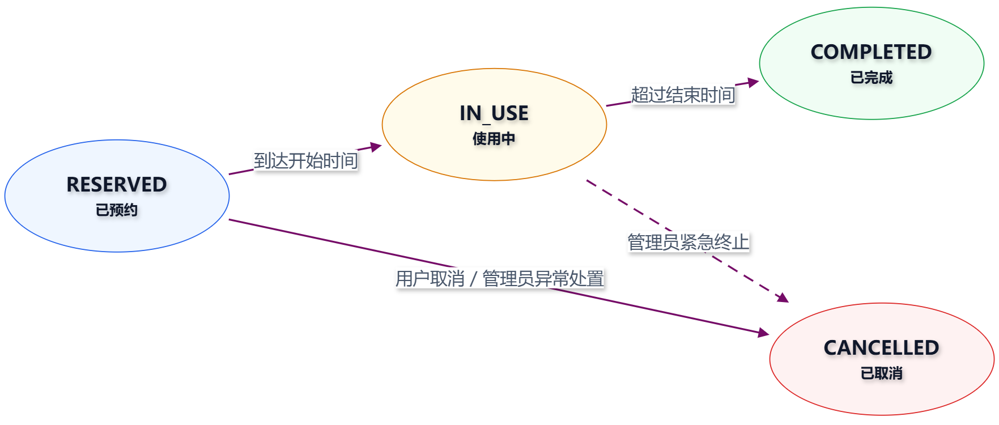 COMPLETED
已完成
超过结束时间
IN_USE
使用中
到达开始时间
RESERVED
已预约
管理员紧急终止
用户取消 / 管理员异常处置
CANCELLED
已取消